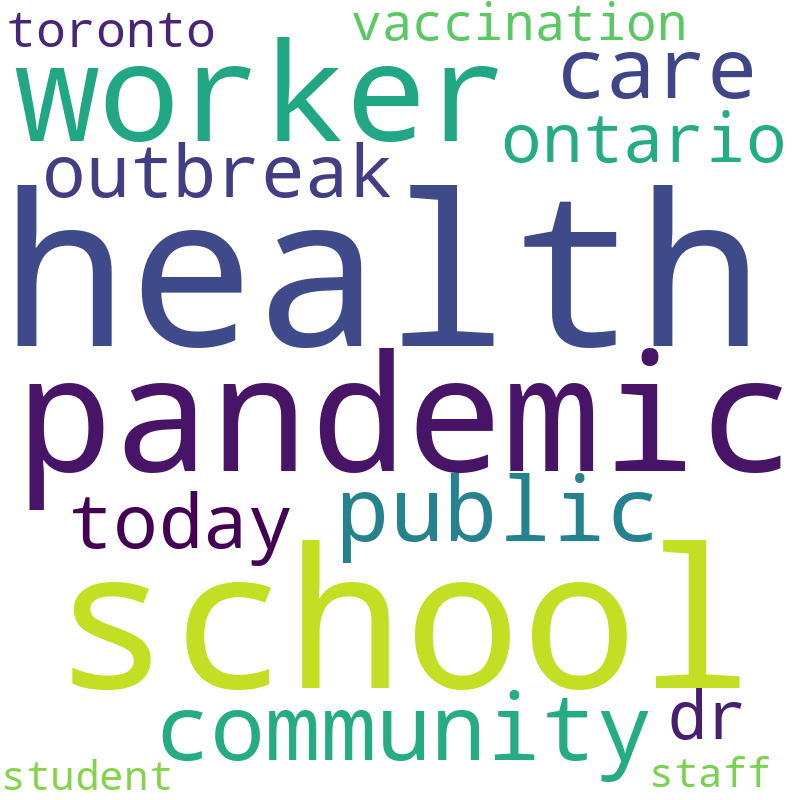 toronto
vaccination
worker
care
ontario
outbreak
health
pandemic
today
public
school
community
dr
student
staff